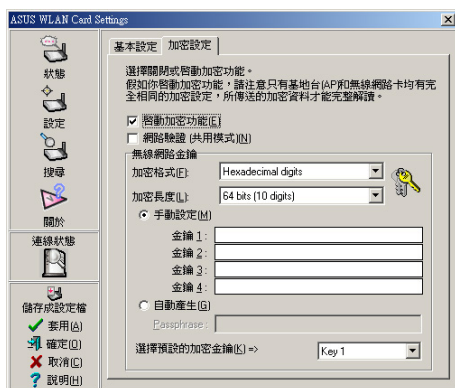 ASUS WLAN Card Settings
狀態
設定
搜尋
關於
連線狀態
儲存成設定檔
套用(A)
確定(O)
取消(C)
說明(H)
基本設定
加密設定
選擇關閉或啓動加密功能。
假如你啓動加密功能，請注意只有基地台(AP)和無線網路卡均有完
全相同的加密設定，所傳送的加密資料才能完整解讀。
啓動加密功能(E)
網路驗證 (共用模式)(N)
無線網路金鑰
加密格式(F): Hexadecimal digits
加密長度(L): 64 bits (10 digits)
手動設定(M)
金鑰 1 :
金鑰 2 :
金鑰 3 :
金鑰 4 :
自動產生(G)
Passphrase :
選擇預設的加密金鑰(K) => Key 1